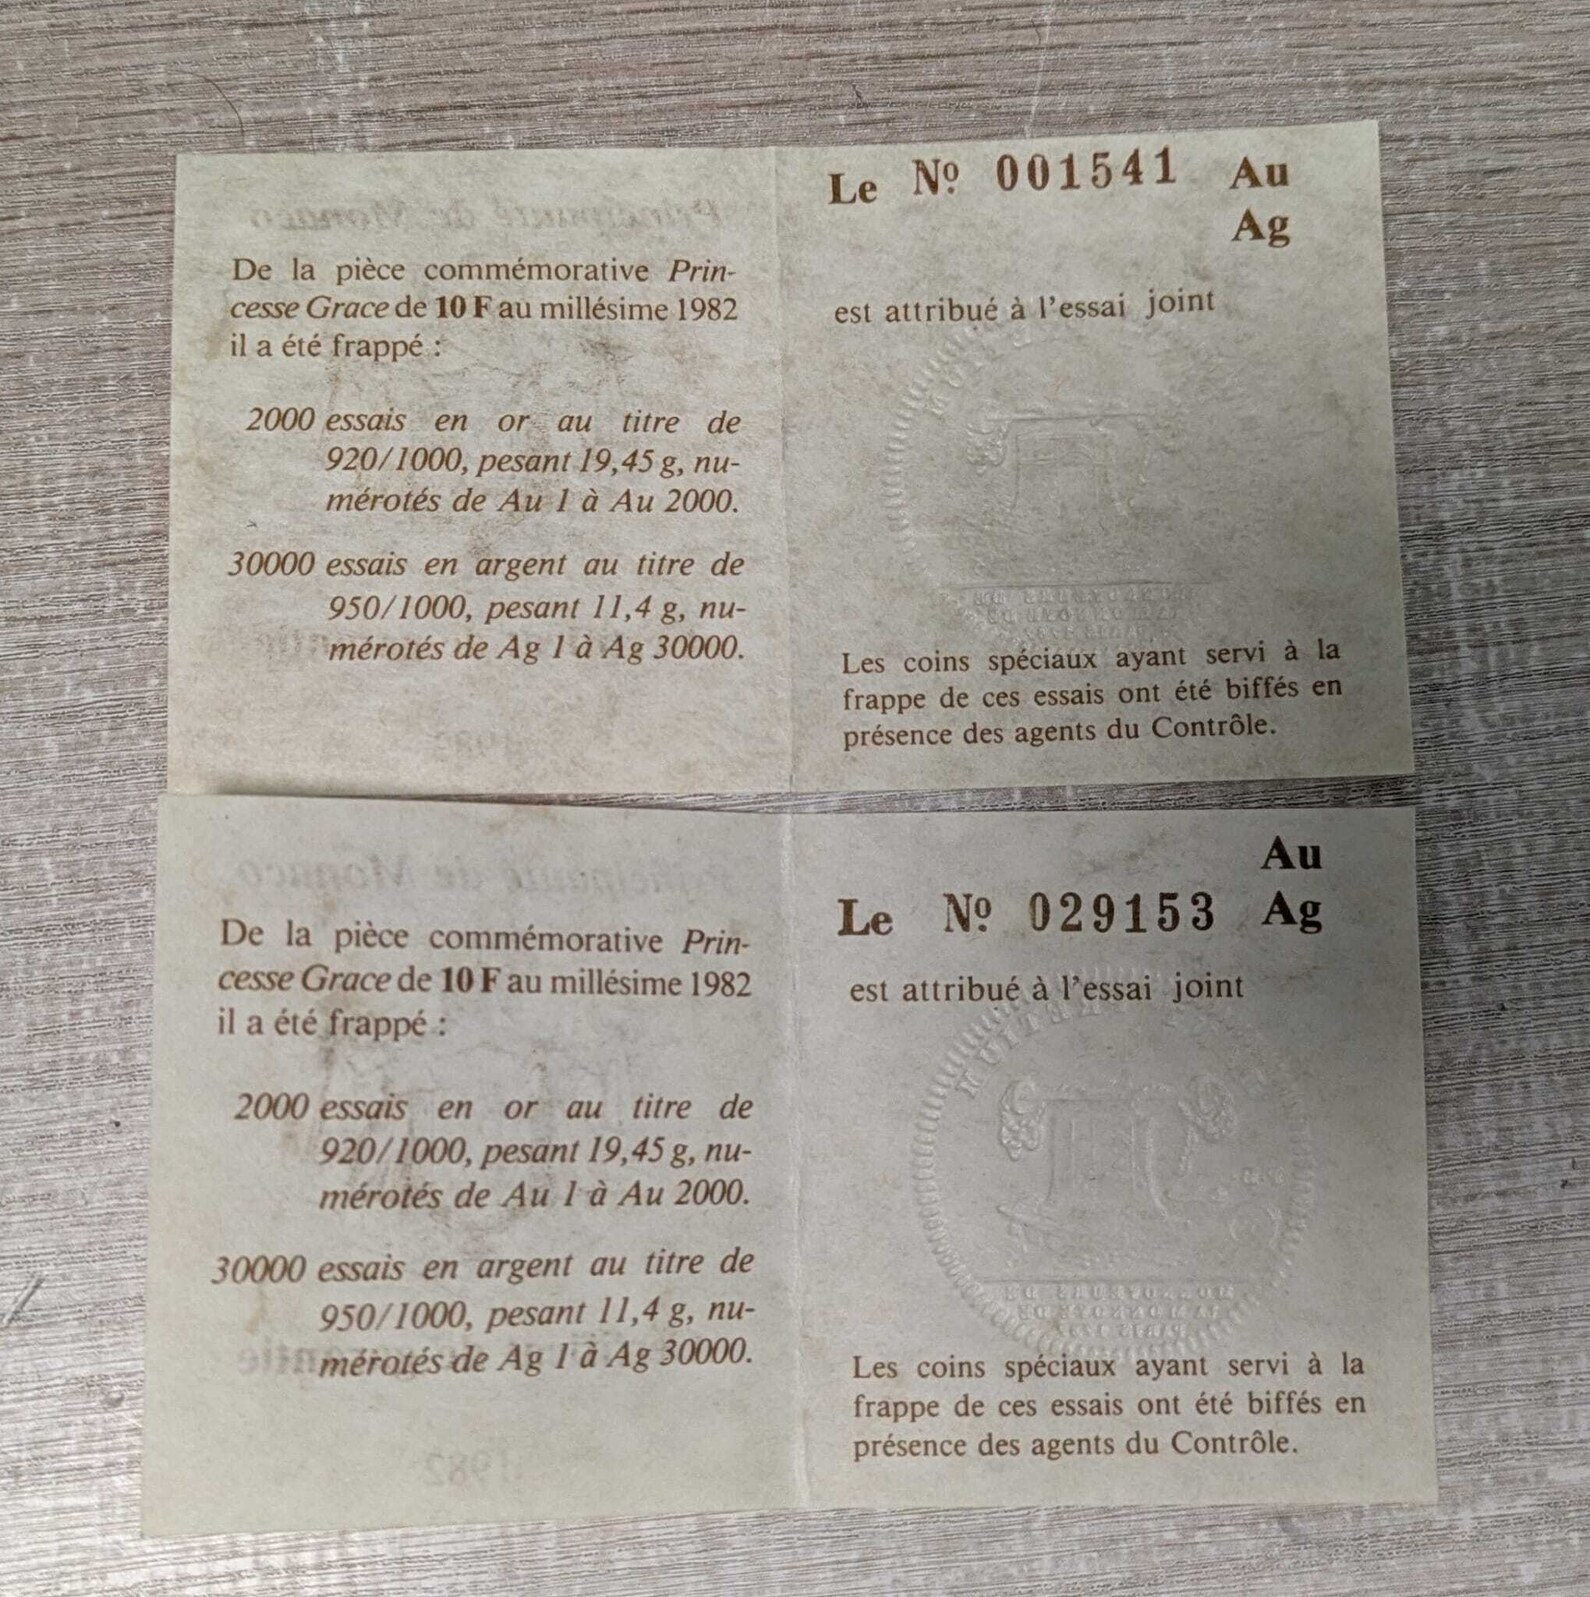 De la pièce commémorative Prin-
cesse Grace de 10 F au millésime 1982
il a été frappé :
2000 essais en or au titre de
920/1000, pesant 19,45 g, nu-
mérotés de Au 1 à Au 2000.
30000 essais en argent au titre de
950/1000, pesant 11,4 g, nu-
mérotés de Ag 1 à Ag 30000.
Le Nº 001541 Au
Ag
est attribué à l'essai joint
Les coins spéciaux ayant servi à la
frappe de ces essais ont été biffés en
présence des agents du Contrôle.
De la pièce commémorative Prin-
cesse Grace de 10 F au millésime 1982
il a été frappé :
2000 essais en or au titre de
920/1000, pesant 19,45 g, nu-
mérotés de Au 1 à Au 2000.
30000 essais en argent au titre de
950/1000, pesant 11,4 g, nu-
mérotés de Ag 1 à Ag 30000.
Au
Le Nº 029153 Ag
est attribué à l'essai joint
Les coins spéciaux ayant servi à la
frappe de ces essais ont été biffés en
présence des agents du Contrôle.